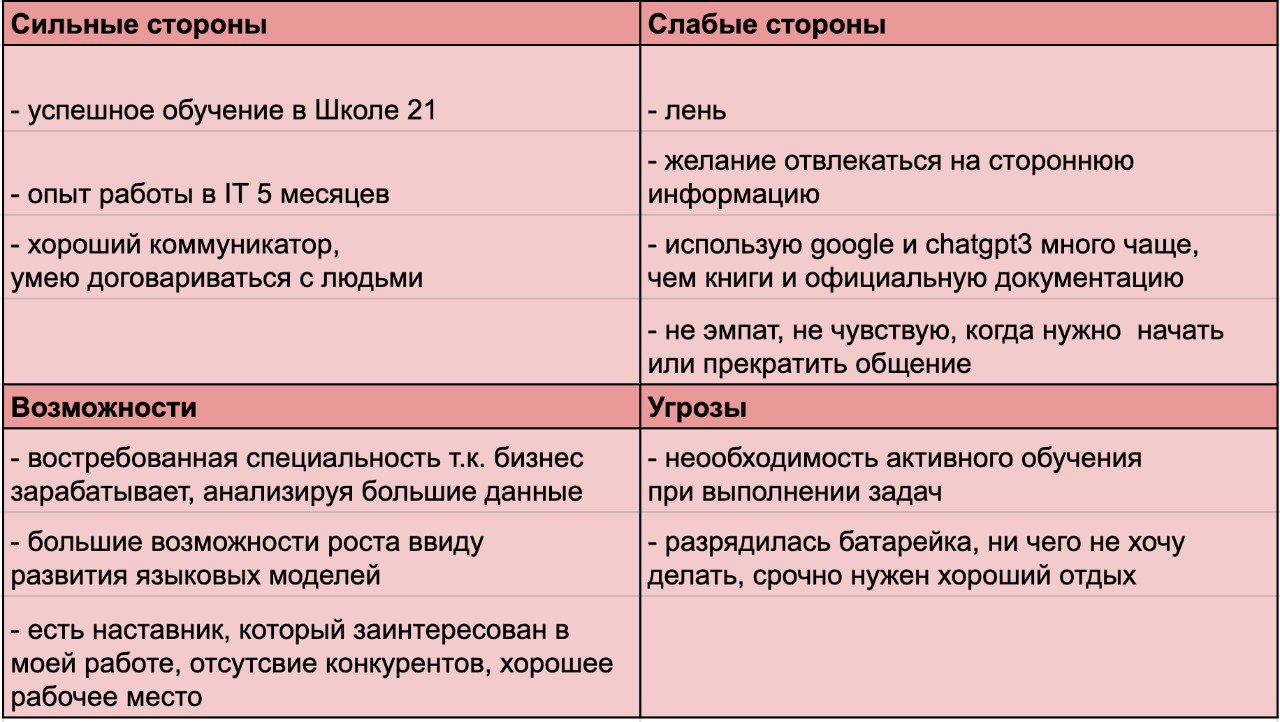 Сильные стороны
- успешное обучение в Школе 21
- опыт работы в IT 5 месяцев
- хороший коммуникатор,
умею договариваться с людьми
Слабые стороны
- лень
- желание отвлекаться на стороннюю
информацию
- использую google и chatgpt3 много чаще,
чем книги и официальную документацию
- не эмпат, не чувствую, когда нужно  начать
или прекратить общение
Возможности
- востребованная специальность т.к. бизнес
зарабатывает, анализируя большие данные
- большие возможности роста ввиду
развития языковых моделей
- есть наставник, который заинтересован в
моей работе, отсутсвие конкурентов, хорошее
рабочее место
Угрозы
- неообходимость активного обучения
при выполнении задач
- разрядилась батарейка, ни чего не хочу
делать, срочно нужен хороший отдых